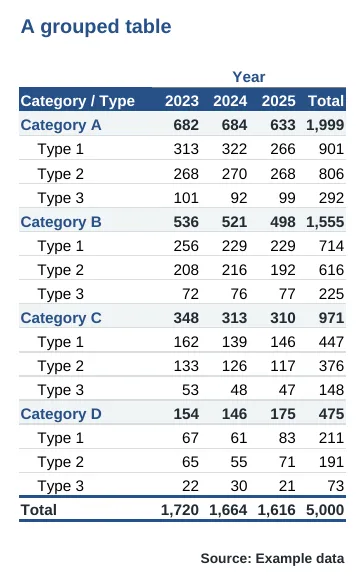 A grouped table
Year
Category / Type 2023 2024 2025 Total
Category A 682 684 633 1,999
Type 1 313 322 266 901
Type 2 268 270 268 806
Type 3 101 92 99 292
Category B 536 521 498 1,555
Type 1 256 229 229 714
Type 2 208 216 192 616
Type 3 72 76 77 225
Category C 348 313 310 971
Type 1 162 139 146 447
Type 2 133 126 117 376
Type 3 53 48 47 148
Category D 154 146 175 475
Type 1 67 61 83 211
Type 2 65 55 71 191
Type 3 22 30 21 73
Total 1,720 1,664 1,616 5,000
Source: Example data